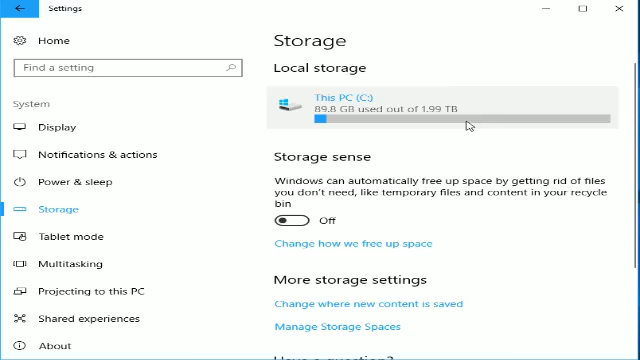 Settings
Home
Find a setting
System
Display
Notifications & actions
Power & sleep
Storage
Tablet mode
Multitasking
Projecting to this PC
Shared experiences
About
Storage
Local storage
This PC (C:)
89.8 GB used out of 1.99 TB
Storage sense
Windows can automatically free up space by getting rid of files
you don't need, like temporary files and content in your recycle
bin
Off
Change how we free up space
More storage settings
Change where new content is saved
Manage Storage Spaces
Have a question?